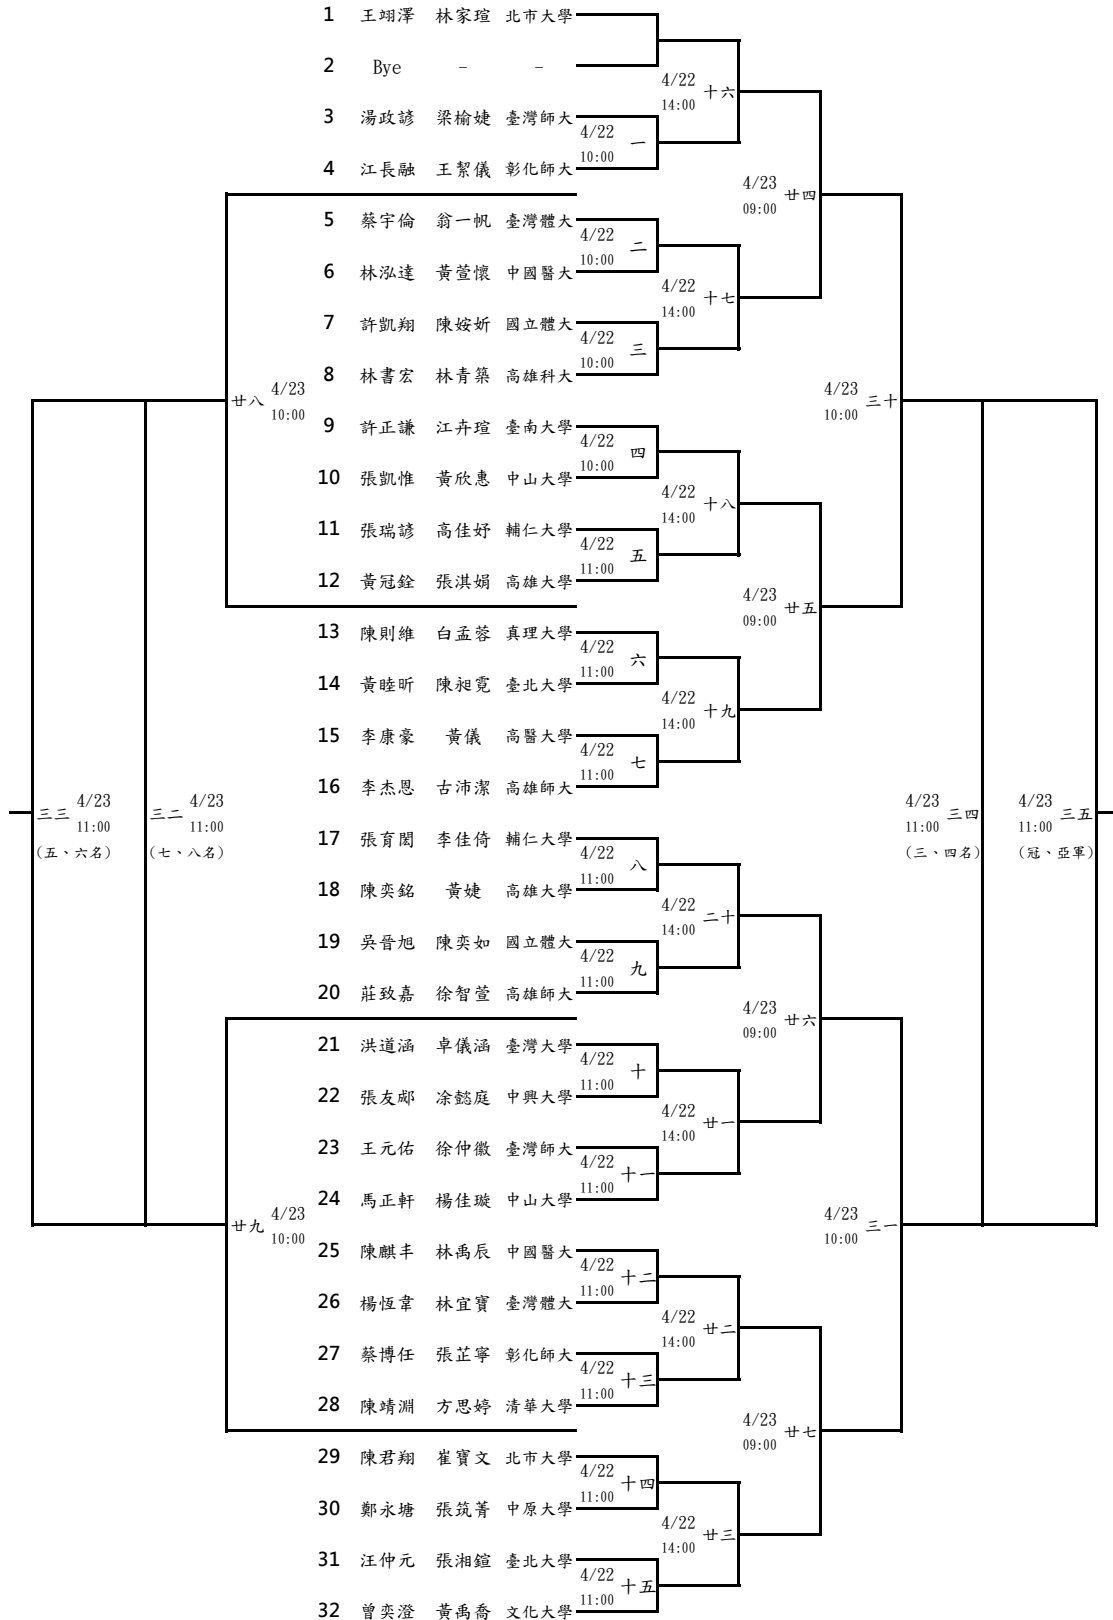 1 王翊澤 林家瑄 北市大學
2 Bye - -
4/22 14:00 十六
3 湯政諺 梁榆婕 臺灣師大
4/22 10:00 一
4 江長融 王絜儀 彰化師大
4/23 09:00 廿四
5 蔡宇倫 翁一帆 臺灣體大
4/22 10:00 二
6 林泓達 黃萱懷 中國醫大
4/22 14:00 十七
7 許凱翔 陳姲妡 國立體大
4/22 10:00 三
8 林書宏 林青築 高雄科大
廿八 4/23 10:00
4/23 10:00 三十
9 許正謙 江卉瑄 臺南大學
4/22 10:00 四
10 張凱惟 黃欣惠 中山大學
4/22 14:00 十八
11 張瑞諺 高佳妤 輔仁大學
4/22 11:00 五
12 黃冠銓 張淇娟 高雄大學
4/23 09:00 廿五
13 陳則維 白孟蓉 真理大學
4/22 11:00 六
14 黃睦昕 陳昶霓 臺北大學
4/22 14:00 十九
15 李康豪 黃儀 高醫大學
4/22 11:00 七
16 李杰恩 古沛潔 高雄師大
三三 4/23 11:00 (五、六名)
三二 4/23 11:00 (七、八名)
4/23 11:00 三四 (三、四名)
4/23 11:00 三五 (冠、亞軍)
17 張育閎 李佳倚 輔仁大學
4/22 11:00 八
18 陳奕銘 黃婕 高雄大學
4/22 14:00 二十
19 吳晉旭 陳奕如 國立體大
4/22 11:00 九
20 莊致嘉 徐智萱 高雄師大
4/23 09:00 廿六
21 洪道涵 卓儀涵 臺灣大學
4/22 11:00 十
22 張友郕 凃懿庭 中興大學
4/22 14:00 廿一
23 王元佑 徐仲徽 臺灣師大
4/22 11:00 十一
24 馬正軒 楊佳璇 中山大學
廿九 4/23 10:00
4/23 10:00 三一
25 陳麒丰 林禹辰 中國醫大
4/22 11:00 十二
26 楊恆韋 林宜寶 臺灣體大
4/22 14:00 廿二
27 蔡博任 張芷寧 彰化師大
4/22 11:00 十三
28 陳靖淵 方思婷 清華大學
4/23 09:00 廿七
29 陳君翔 崔寶文 北市大學
4/22 11:00 十四
30 鄭永塘 張筑菁 中原大學
4/22 14:00 廿三
31 汪仲元 張湘鍹 臺北大學
4/22 11:00 十五
32 曾奕澄 黃禹喬 文化大學